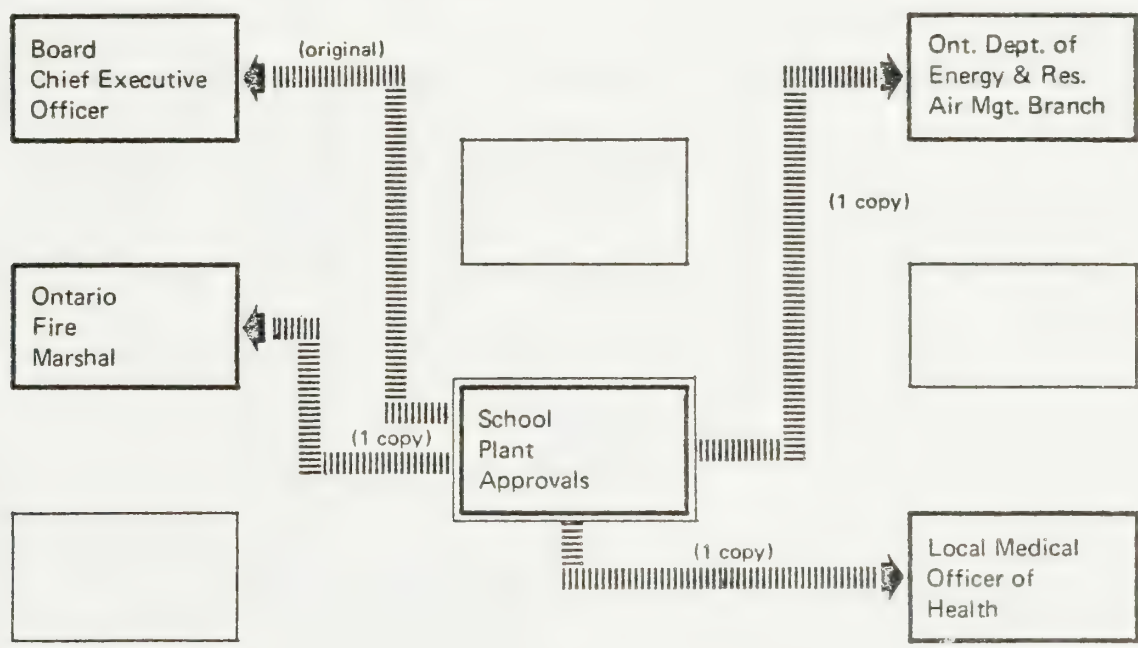 Board
Chief Executive
Officer
(original)
Ont. Dept. of
Energy & Res.
Air Mgt. Branch
(1 copy)
Ontario
Fire
Marshal
(1 copy)
School
Plant
Approvals
(1 copy)
Local Medical
Officer of
Health